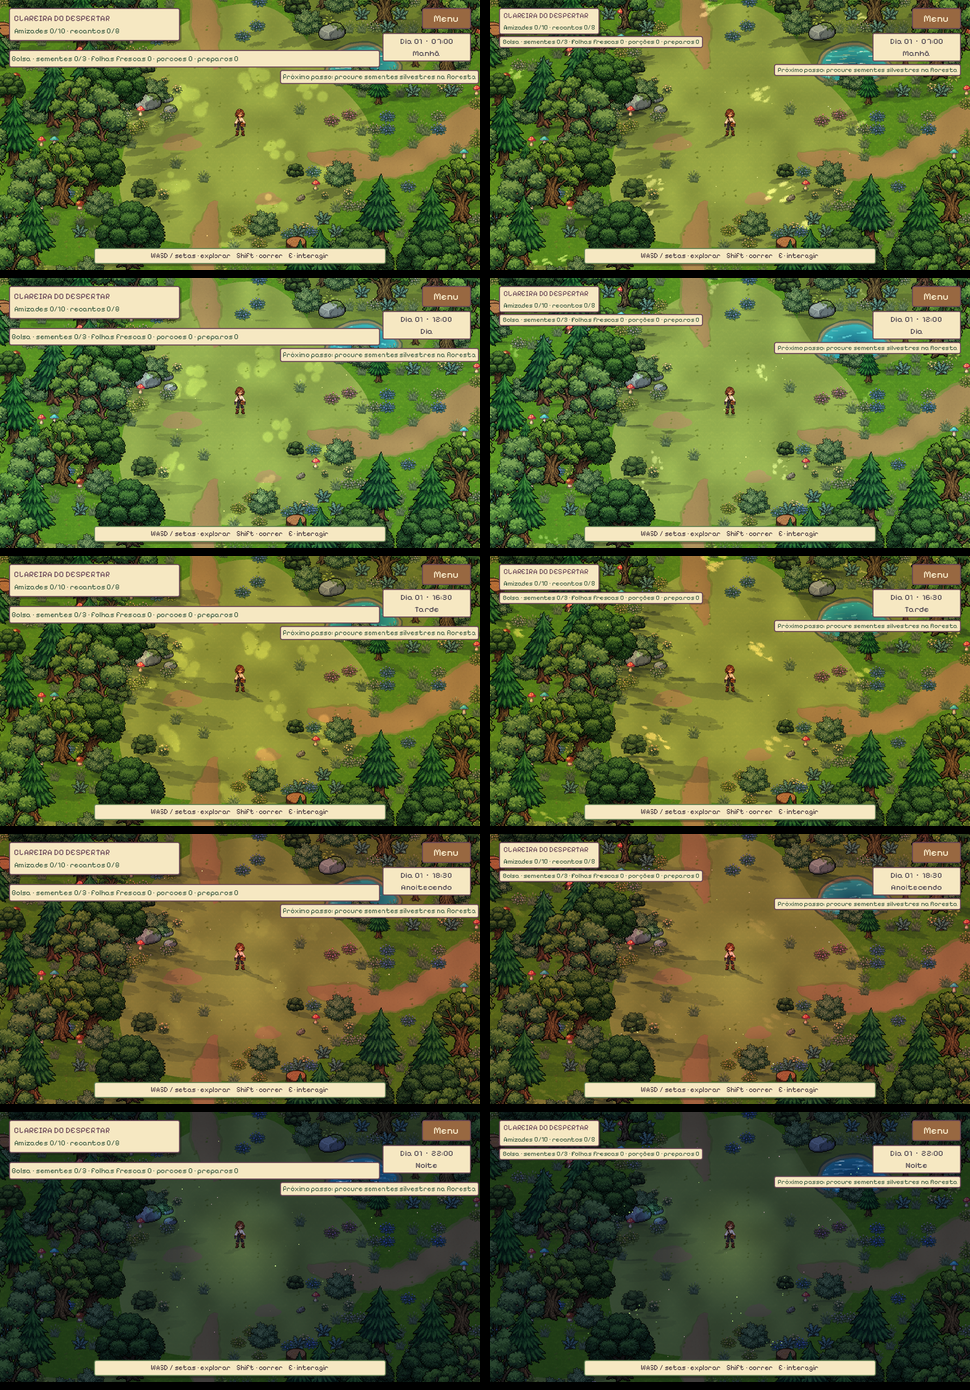 CLAREIRA DO DESPERTAR
Amizades 0/10 · recantos 0/8
Menu
Dia 01 · 07:00
Manhã
Bolsa · sementes 0/3 · Folhas Frescas 0 · porcoes 0 · preparos 0
Próximo passo: procure sementes silvestres na floresta
WASD / setas · explorar Shift · correr E · interagir
CLAREIRA DO DESPERTAR
Amizades 0/10 · recantos 0/8
Menu
Bolsa · sementes 0/3 · Folhas Frescas 0 · porções 0 · preparos 0
Dia 01 · 07:00
Manhã
Próximo passo: procure sementes silvestres na floresta
WASD / setas · explorar Shift · correr E · interagir
CLAREIRA DO DESPERTAR
Amizades 0/10 · recantos 0/8
Menu
Dia 01 · 12:00
Dia
Bolsa · sementes 0/3 · Folhas Frescas 0 · porcoes 0 · preparos 0
Próximo passo: procure sementes silvestres na floresta
WASD / setas · explorar Shift · correr E · interagir
CLAREIRA DO DESPERTAR
Amizades 0/10 · recantos 0/8
Menu
Bolsa · sementes 0/3 · Folhas Frescas 0 · porções 0 · preparos 0
Dia 01 · 12:00
Dia
Próximo passo: procure sementes silvestres na floresta
WASD / setas · explorar Shift · correr E · interagir
CLAREIRA DO DESPERTAR
Amizades 0/10 · recantos 0/8
Menu
Dia 01 · 16:30
Tarde
Bolsa · sementes 0/3 · Folhas Frescas 0 · porcoes 0 · preparos 0
Próximo passo: procure sementes silvestres na floresta
WASD / setas · explorar Shift · correr E · interagir
CLAREIRA DO DESPERTAR
Amizades 0/10 · recantos 0/8
Menu
Bolsa · sementes 0/3 · Folhas Frescas 0 · porções 0 · preparos 0
Dia 01 · 16:30
Tarde
Próximo passo: procure sementes silvestres na floresta
WASD / setas · explorar Shift · correr E · interagir
CLAREIRA DO DESPERTAR
Amizades 0/10 · recantos 0/8
Menu
Dia 01 · 18:30
Anoitecendo
Bolsa · sementes 0/3 · Folhas Frescas 0 · porcoes 0 · preparos 0
Próximo passo: procure sementes silvestres na floresta
WASD / setas · explorar Shift · correr E · interagir
CLAREIRA DO DESPERTAR
Amizades 0/10 · recantos 0/8
Menu
Bolsa · sementes 0/3 · Folhas Frescas 0 · porções 0 · preparos 0
Dia 01 · 18:30
Anoitecendo
Próximo passo: procure sementes silvestres na floresta
WASD / setas · explorar Shift · correr E · interagir
CLAREIRA DO DESPERTAR
Amizades 0/10 · recantos 0/8
Menu
Dia 01 · 22:00
Noite
Bolsa · sementes 0/3 · Folhas Frescas 0 · porcoes 0 · preparos 0
Próximo passo: procure sementes silvestres na floresta
WASD / setas · explorar Shift · correr E · interagir
CLAREIRA DO DESPERTAR
Amizades 0/10 · recantos 0/8
Menu
Bolsa · sementes 0/3 · Folhas Frescas 0 · porções 0 · preparos 0
Dia 01 · 22:00
Noite
Próximo passo: procure sementes silvestres na floresta
WASD / setas · explorar Shift · correr E · interagir